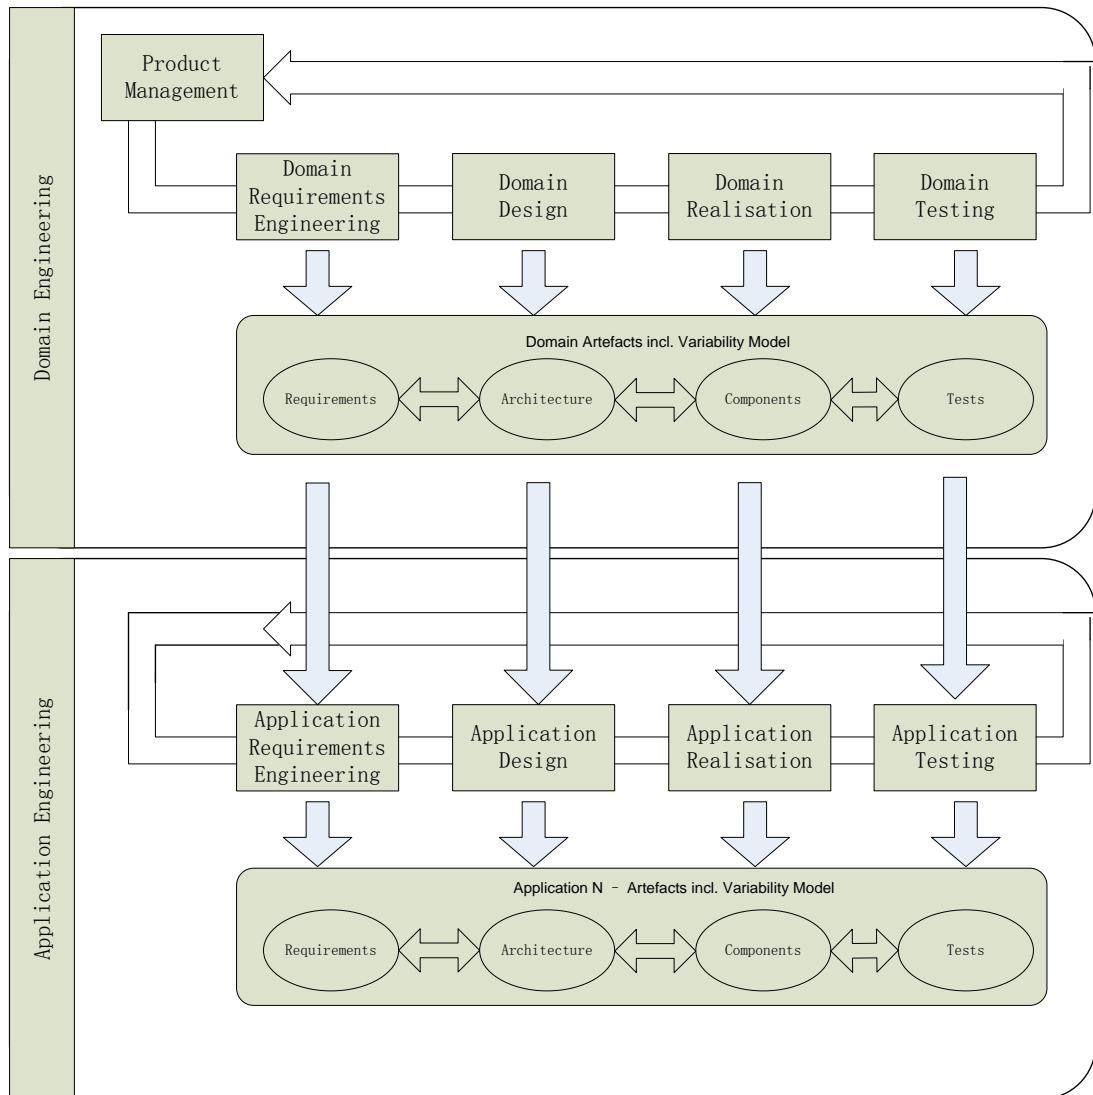 Domain Engineering
Product
Management
Domain
Requirements
Engineering
Domain
Design
Domain
Realisation
Domain
Testing
Domain Artefacts incl. Variability Model
Requirements
Architecture
Components
Tests
Application Engineering
Application
Requirements
Engineering
Application
Design
Application
Realisation
Application
Testing
Application N – Artefacts incl. Variability Model
Requirements
Architecture
Components
Tests